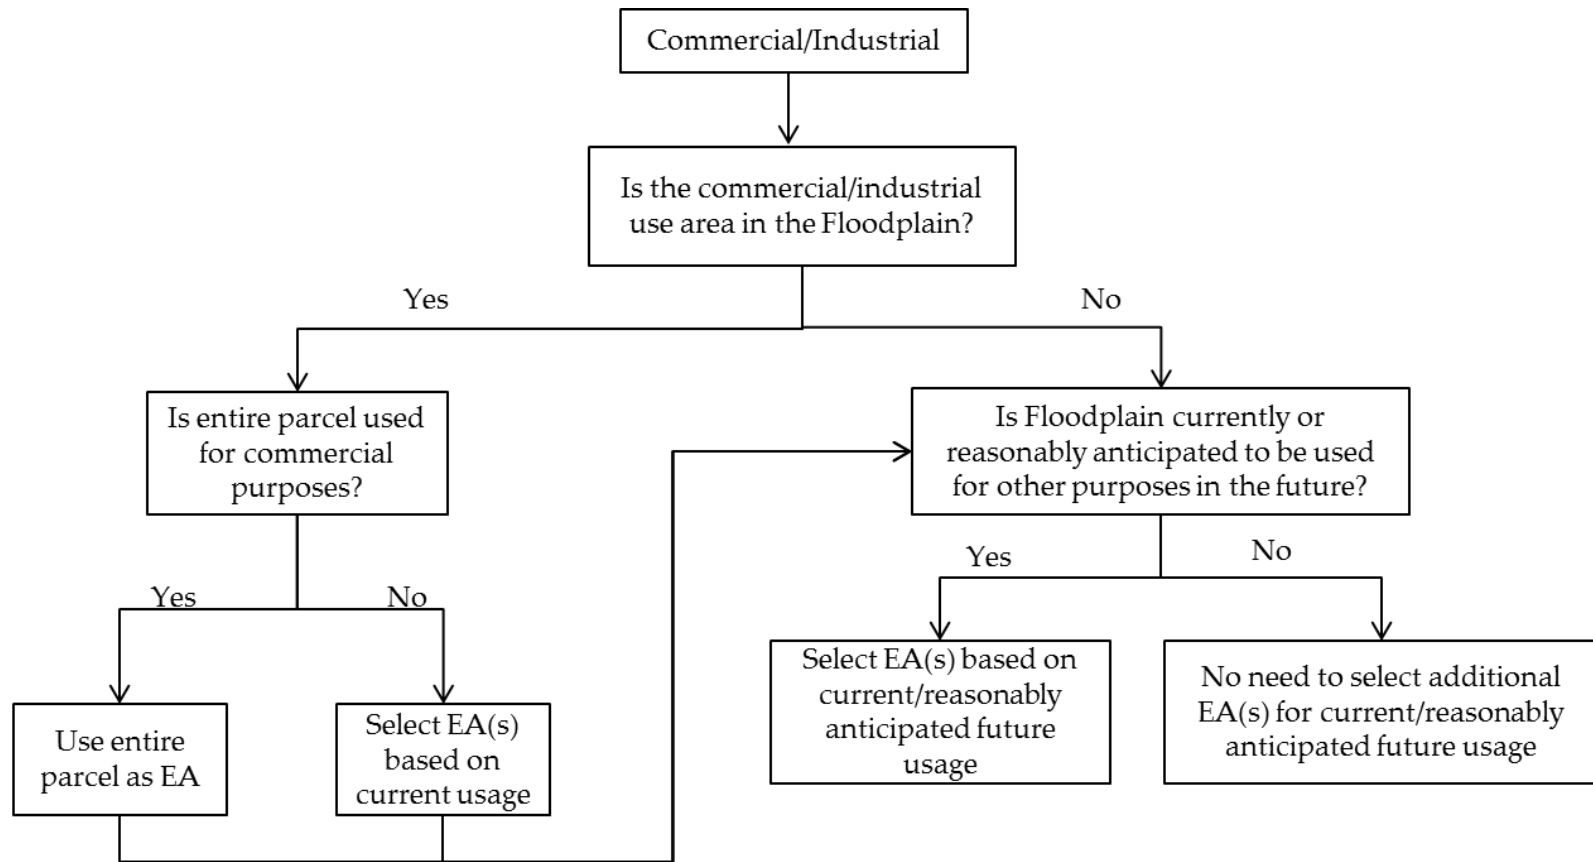 Commercial/Industrial
Is the commercial/industrial
use area in the Floodplain?
Yes
No
Is entire parcel used
for commercial
purposes?
Is Floodplain currently or
reasonably anticipated to be used
for other purposes in the future?
Yes
No
Yes
No
Use entire
parcel as EA
Select EA(s)
based on
current usage
Select EA(s) based on
current/reasonably
anticipated future
usage
No need to select additional
EA(s) for current/reasonably
anticipated future usage